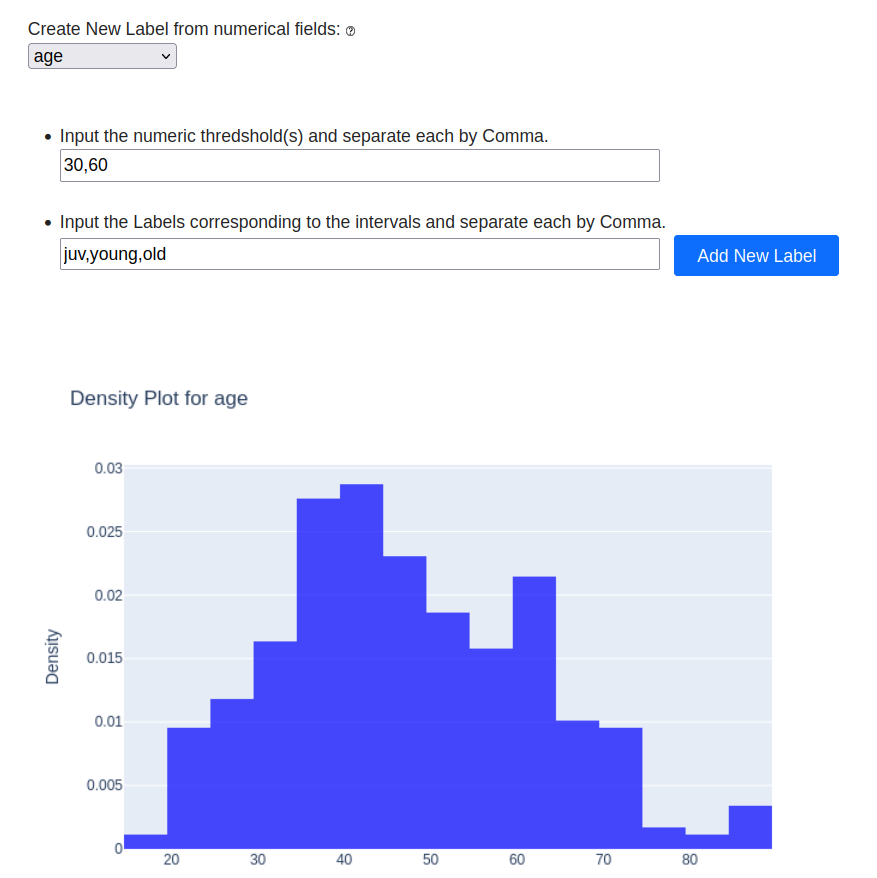 Create New Label from numerical fields: ?
age
Input the numeric thredshold(s) and separate each by Comma.
30,60
Input the Labels corresponding to the intervals and separate each by Comma.
juv,young,old
Add New Label
Density Plot for age
0.03
0.025
0.02
0.015
0.01
0.005
0
Density
20 30 40 50 60 70 80